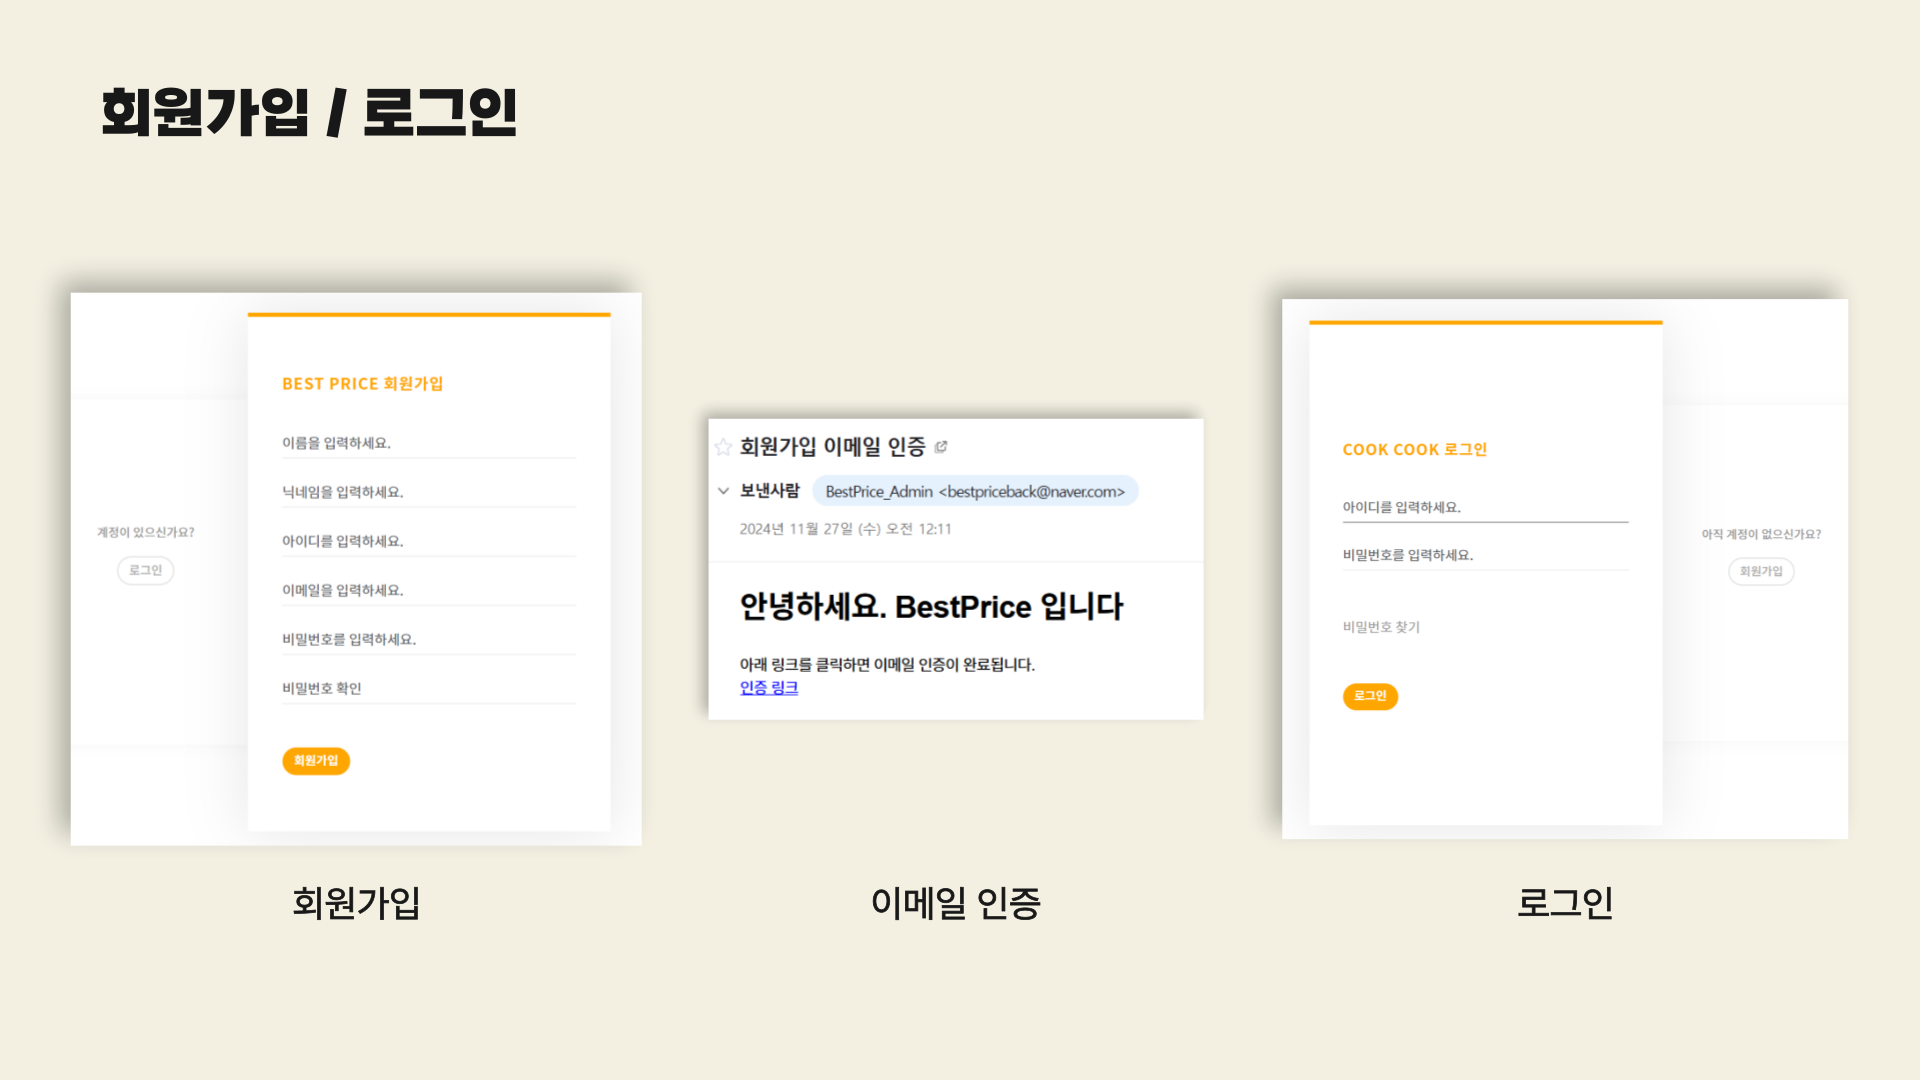 회원가입 / 로그인
계정이 있으신가요?
로그인
BEST PRICE 회원가입
이름을 입력하세요.
닉네임을 입력하세요.
아이디를 입력하세요.
이메일을 입력하세요.
비밀번호를 입력하세요.
비밀번호 확인
회원가입
회원가입
회원가입 이메일 인증
보낸사람 BestPrice_Admin <bestpriceback@naver.com>
2024년 11월 27일 (수) 오전 12:11
안녕하세요. BestPrice 입니다
아래 링크를 클릭하면 이메일 인증이 완료됩니다.
인증 링크
이메일 인증
COOK COOK 로그인
아이디를 입력하세요.
비밀번호를 입력하세요.
비밀번호 찾기
로그인
아직 계정이 없으신가요?
회원가입
로그인